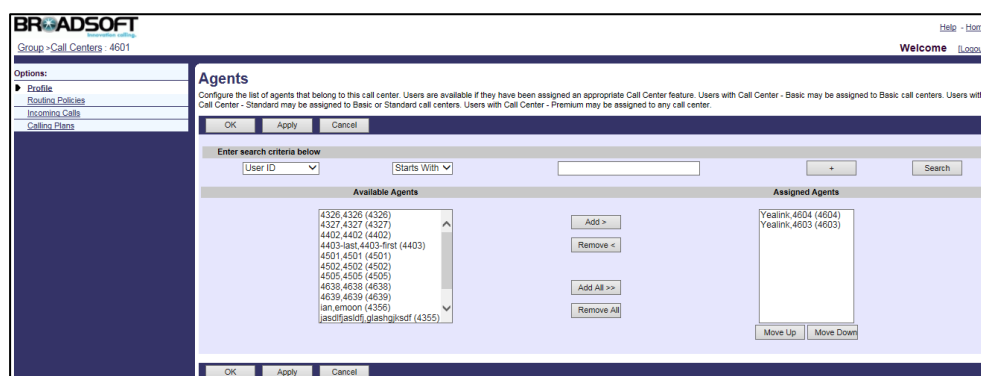 BROADSOFT
innovative calling.
Help - Hom
Group >Call Centers : 4601
Welcome [Logou
Options:
Profile
Routing Policies
Incoming Calls
Calling Plans
Agents
Configure the list of agents that belong to this call center. Users are available if they have been assigned an appropriate Call Center feature. Users with Call Center - Basic may be assigned to Basic call centers. Users with
Call Center - Standard may be assigned to Basic or Standard call centers. Users with Call Center - Premium may be assigned to any call center.
OK Apply Cancel
Enter search criteria below
User ID Starts With + Search
Available Agents Assigned Agents
4326,4326 (4326)
4327,4327 (4327)
4402,4402 (4402)
4403-last,4403-first (4403)
4501,4501 (4501)
4502,4502 (4502)
4505,4505 (4505)
4638,4638 (4638)
4639,4639 (4639)
ian,emoon (4356)
jasdlfjasldfj,glashgjksdf (4355)
Add >
Remove <
Add All >>
Remove All
Yealink,4604 (4604)
Yealink,4603 (4603)
Move Up Move Down
OK Apply Cancel